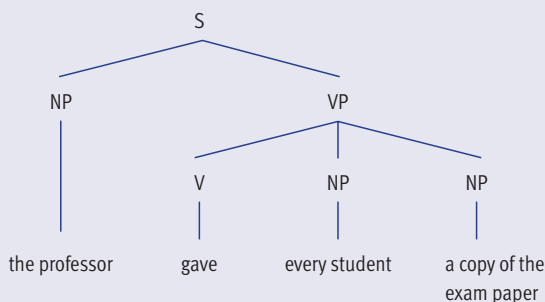 S
NP VP
V NP NP
the professor gave every student a copy of the
exam paper